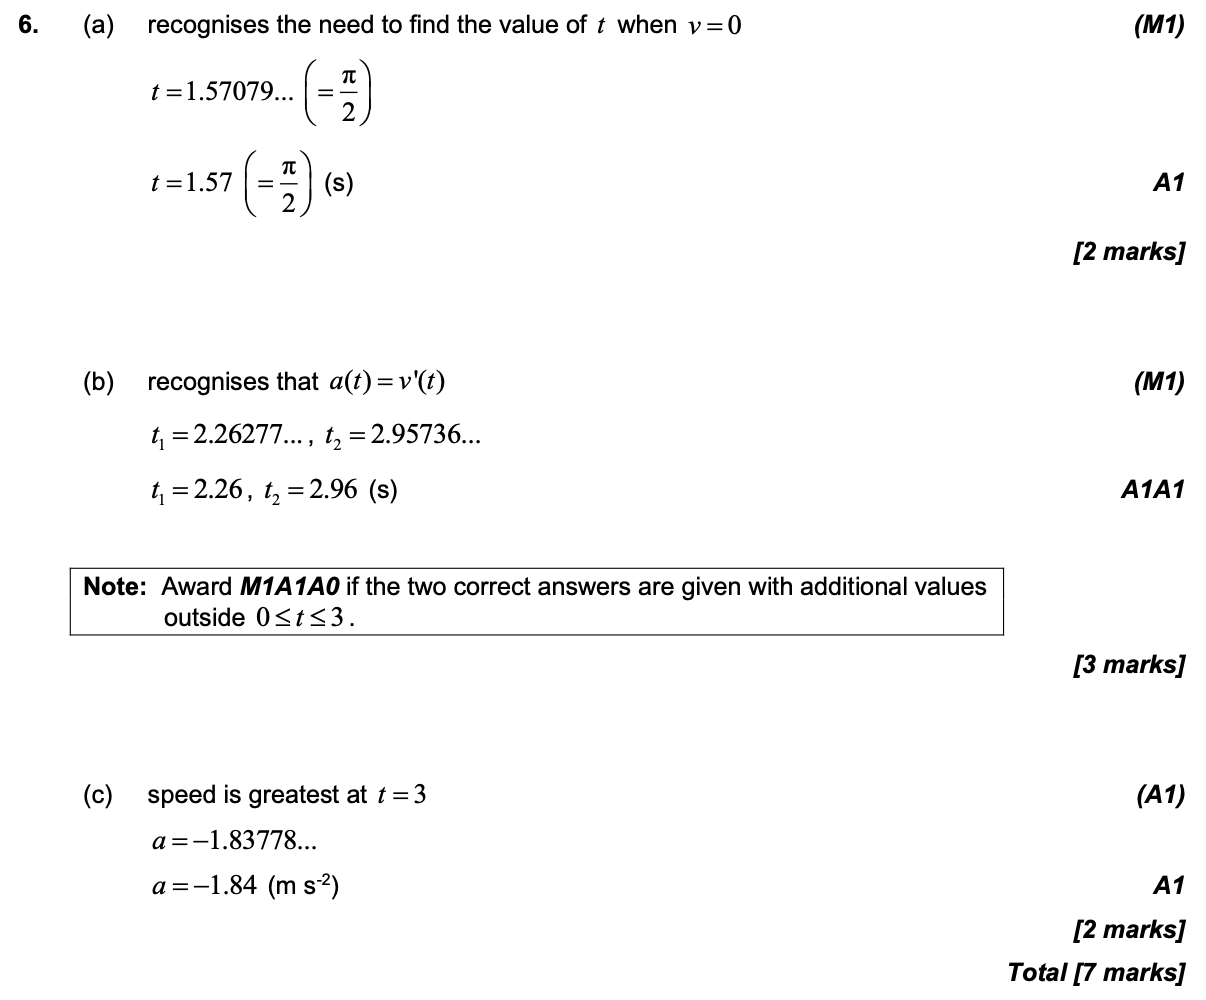 6. (a) recognises the need to find the value of t when v = 0 (M1)
t = 1.57079... (= π/2)
t = 1.57 (= π/2) (s) A1
[2 marks]
(b) recognises that a(t) = v'(t) (M1)
t₁ = 2.26277... , t₂ = 2.95736...
t₁ = 2.26 , t₂ = 2.96 (s) A1A1
Note: Award M1A1A0 if the two correct answers are given with additional values
outside 0 ≤ t ≤ 3 .
[3 marks]
(c) speed is greatest at t = 3 (A1)
a = −1.83778...
a = −1.84 (m s⁻²) A1
[2 marks]
Total [7 marks]